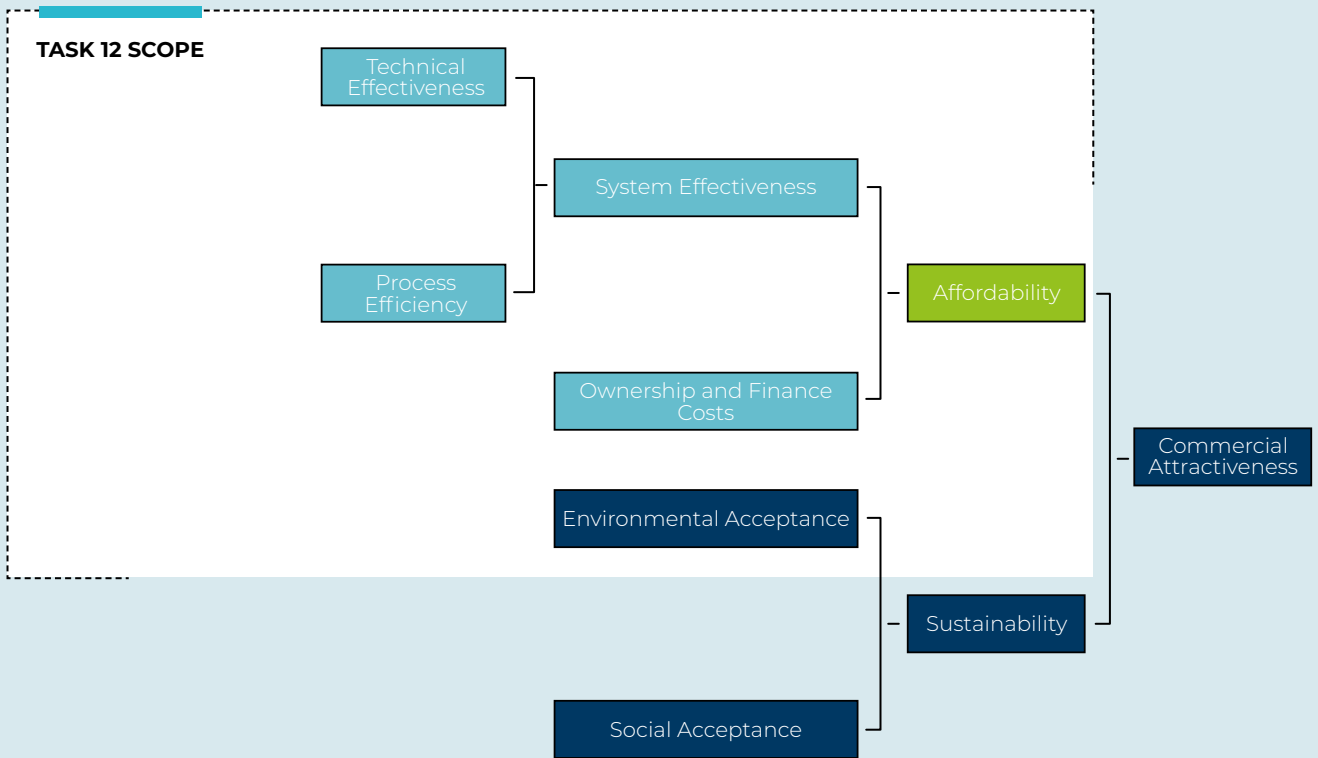 TASK 12 SCOPE
Technical
Effectiveness
System Effectiveness
Process
Efficiency
Affordability
Ownership and Finance
Costs
Commercial
Attractiveness
Environmental Acceptance
Sustainability
Social Acceptance